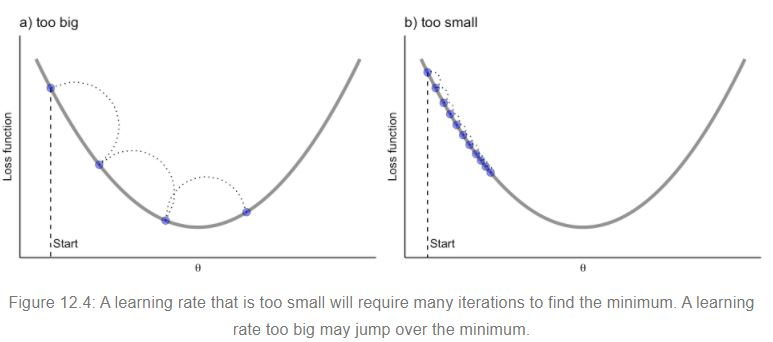 a) too big
Loss function
Start
θ
b) too small
Loss function
Start
θ
Figure 12.4: A learning rate that is too small will require many iterations to find the minimum. A learning
rate too big may jump over the minimum.